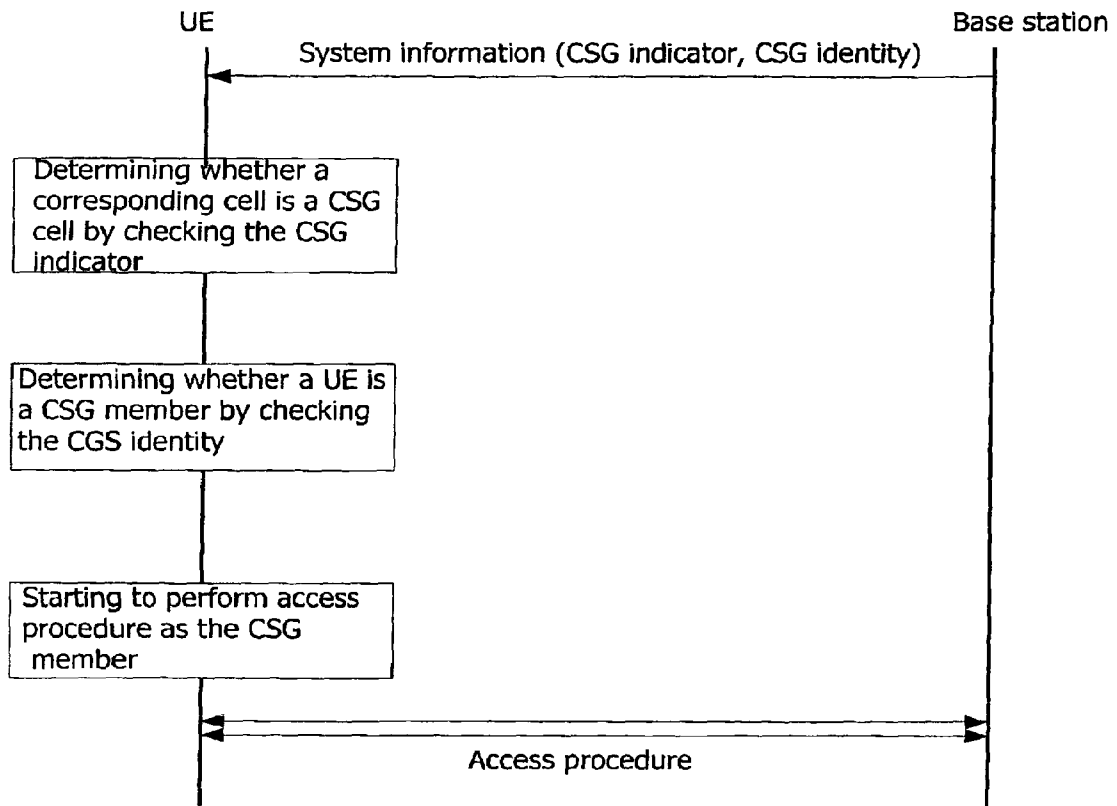 UE
Base station
System information (CSG indicator, CSG identity)
Determining whether a
corresponding cell is a CSG
cell by checking the CSG
indicator
Determining whether a UE is
a CSG member by checking
the CGS identity
Starting to perform access
procedure as the CSG
member
Access procedure